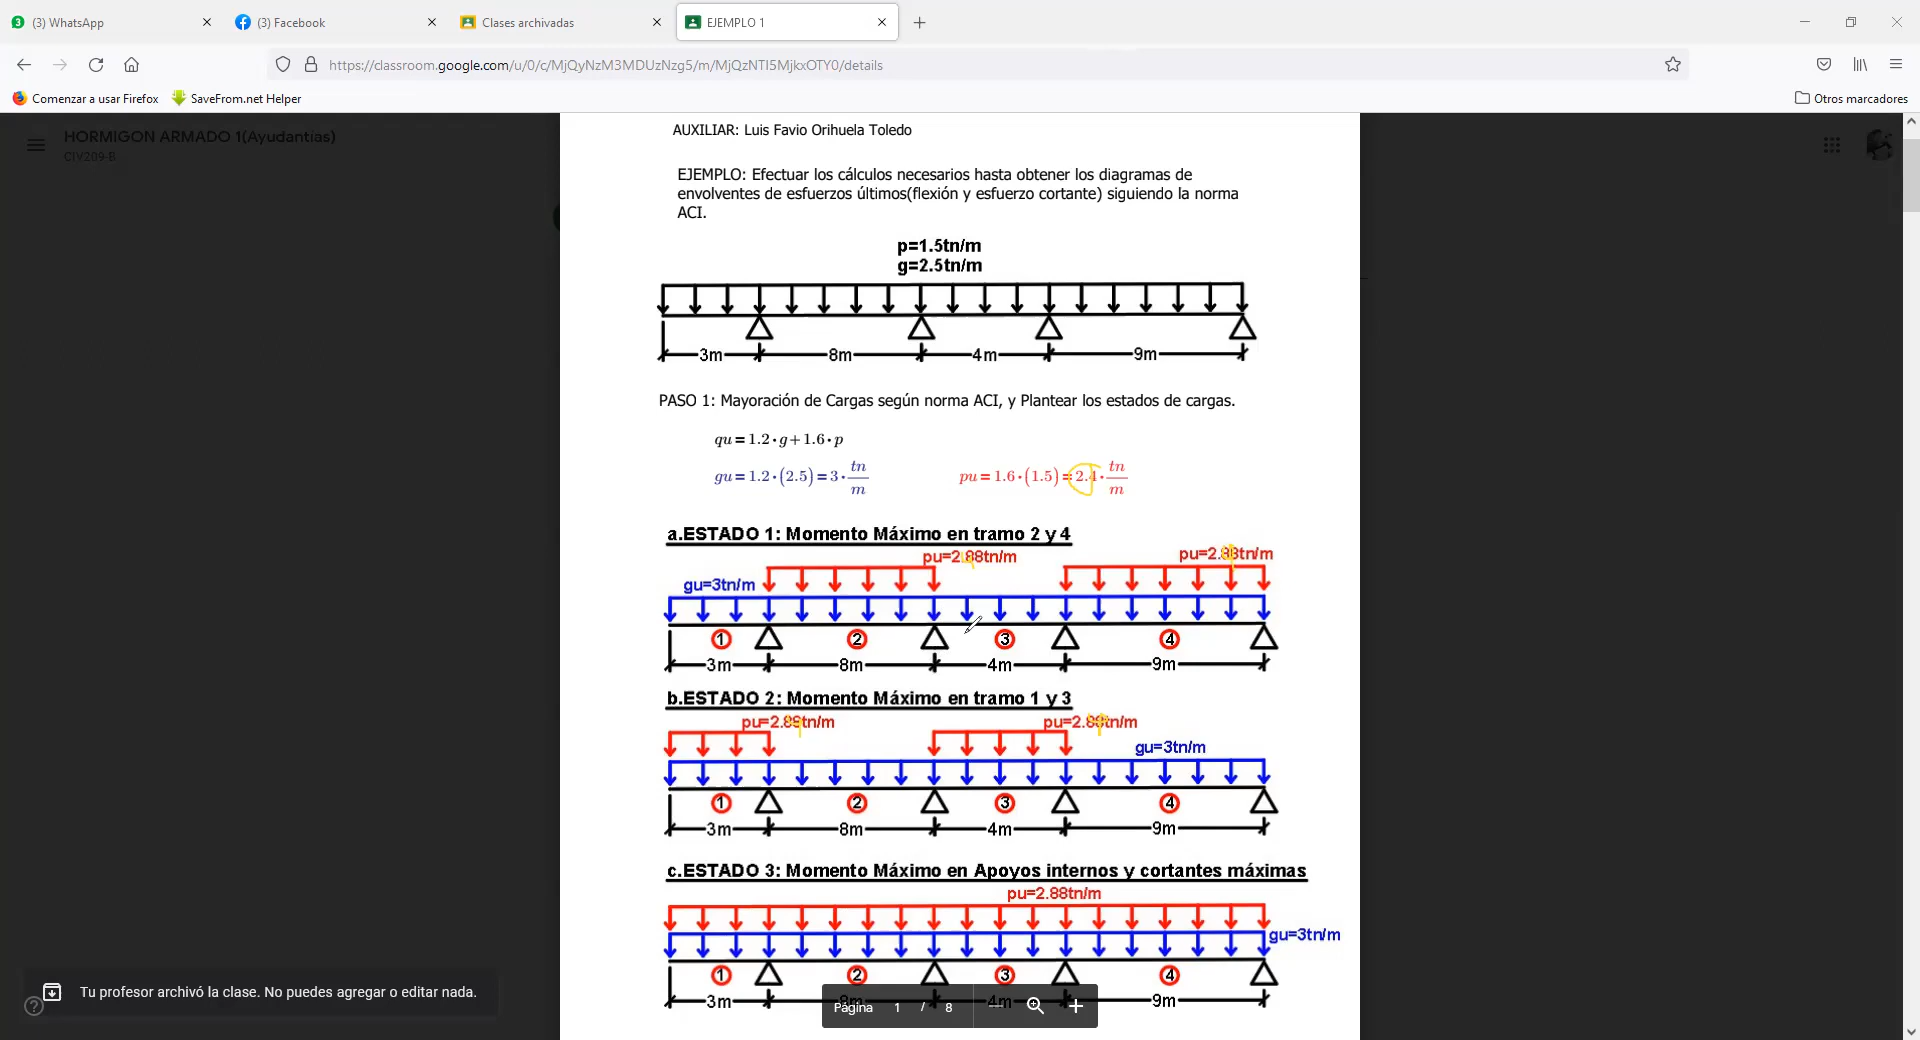 (3) WhatsApp
(3) Facebook
Clases archivadas
EJEMPLO 1
https://classroom.google.com/u/0/c/MjQyNzM3MDUzNzg5/m/MjQzNTI5MjkxOTY0/details
Comenzar a usar Firefox
SaveFrom.net Helper
Otros marcadores
HORMIGON ARMADO 1(Ayudantias)
CIV209-B
AUXILIAR: Luis Favio Orihuela Toledo
EJEMPLO: Efectuar los cálculos necesarios hasta obtener los diagramas de
envolventes de esfuerzos últimos(flexión y esfuerzo cortante) siguiendo la norma
ACI.
p=1.5tn/m
g=2.5tn/m
3m 8m 4m 9m
PASO 1: Mayoración de Cargas según norma ACI, y Plantear los estados de cargas.
qu = 1.2 · g + 1.6 · p
gu = 1.2 · (2.5) = 3 · tn/m pu = 1.6 · (1.5) = 2.4 · tn/m
a.ESTADO 1: Momento Máximo en tramo 2 y 4
pu=2.88tn/m pu=2.88tn/m
4 4
gu=3tn/m
1 2 3 4
3m 8m 4m 9m
b.ESTADO 2: Momento Máximo en tramo 1 y 3
pu=2.88tn/m pu=2.88tn/m
4 4
gu=3tn/m
1 2 3 4
3m 8m 4m 9m
c.ESTADO 3: Momento Máximo en Apoyos internos y cortantes máximas
pu=2.88tn/m
gu=3tn/m
1 2 3 4
3m 8m 4m 9m
Tu profesor archivó la clase. No puedes agregar o editar nada.
Página 1 / 8